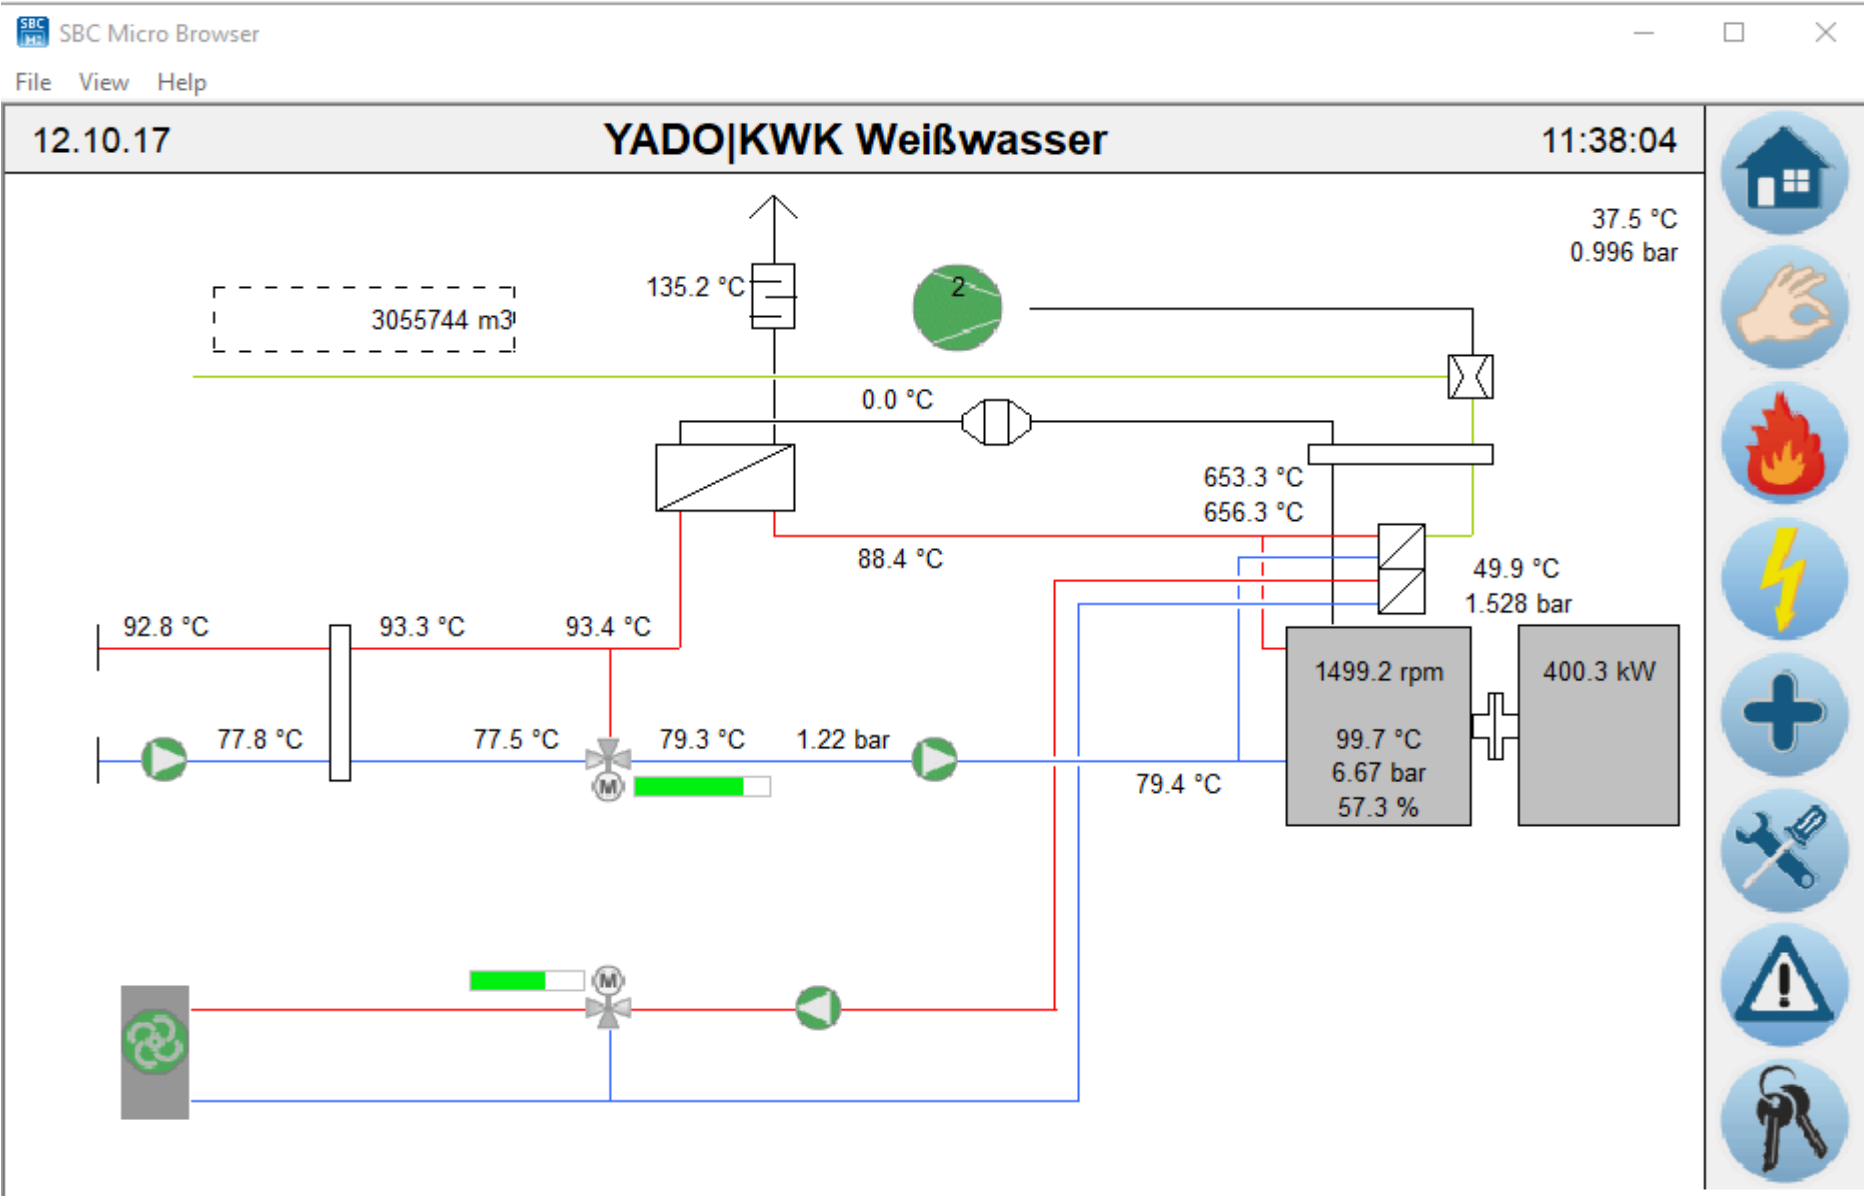 SBC Micro Browser
File View Help
12.10.17 YADO|KWK Weißwasser 11:38:04
37.5 °C
0.996 bar
135.2 °C
2
3055744 m3
0.0 °C
653.3 °C
656.3 °C
88.4 °C
49.9 °C
1.528 bar
92.8 °C 93.3 °C 93.4 °C
1499.2 rpm 400.3 kW
77.8 °C 77.5 °C 79.3 °C 1.22 bar
99.7 °C
6.67 bar
57.3 %
M
79.4 °C
M